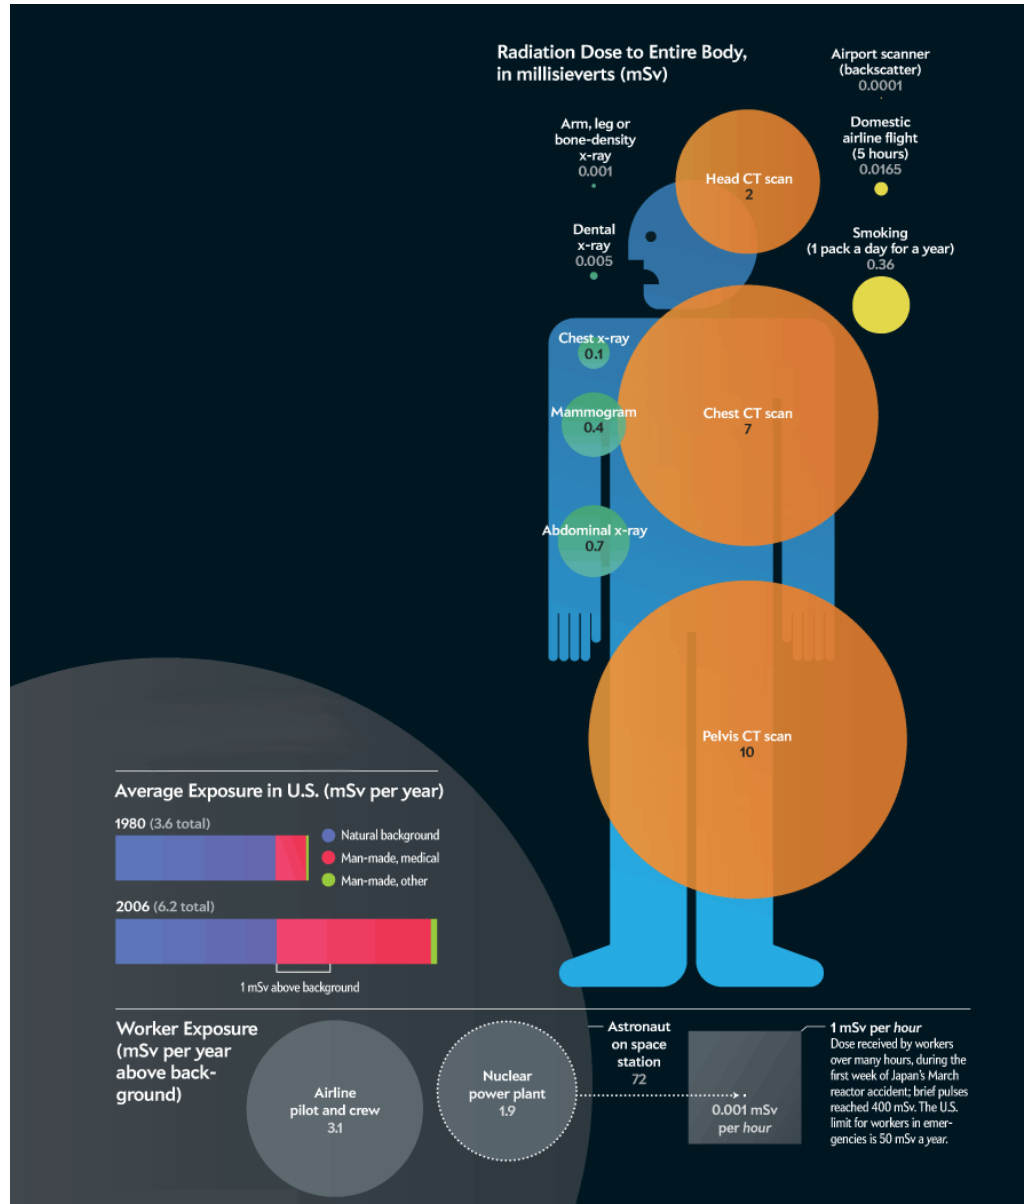 Radiation Dose to Entire Body,
in millisieverts (mSv)
Airport scanner
(backscatter)
0.0001
Arm, leg or
bone-density
x-ray
0.001
Domestic
airline flight
(5 hours)
0.0165
Head CT scan
2
Dental
x-ray
0.005
Smoking
(1 pack a day for a year)
0.36
Chest x-ray
0.1
Mammogram
0.4
Chest CT scan
7
Abdominal x-ray
0.7
Pelvis CT scan
10
Average Exposure in U.S. (mSv per year)
1980 (3.6 total)
Natural background
Man-made, medical
Man-made, other
2006 (6.2 total)
1 mSv above background
Worker Exposure
(mSv per year
above back-
ground)
Airline
pilot and crew
3.1
Nuclear
power plant
1.9
Astronaut
on space
station
72
0.001 mSv
per hour
1 mSv per hour
Dose received by workers
over many hours, during the
first week of Japan's March
reactor accident; brief pulses
reached 400 mSv. The U.S.
limit for workers in emer-
gencies is 50 mSv a year.